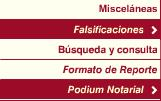 Misceláneas
Falsificaciones
Búsqueda y consulta
Formato de Reporte
Podium Notarial